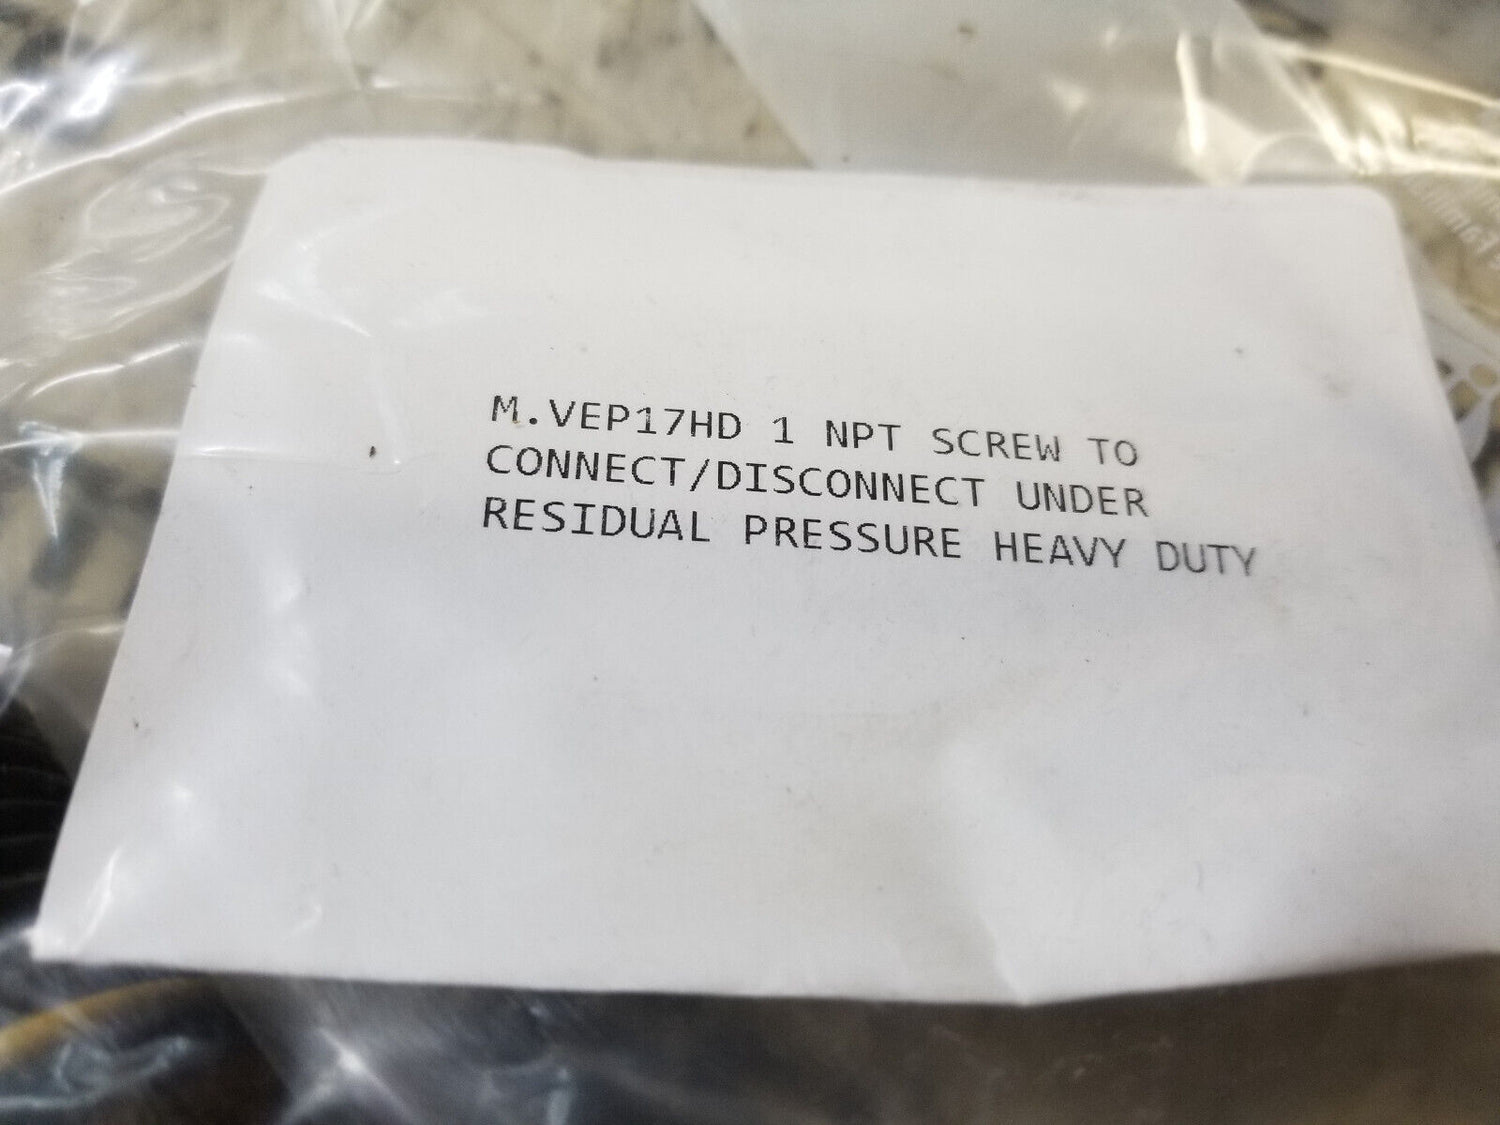 M.VEP17HD 1 NPT SCREW TO
CONNECT/DISCONNECT UNDER
RESIDUAL PRESSURE HEAVY DUTY